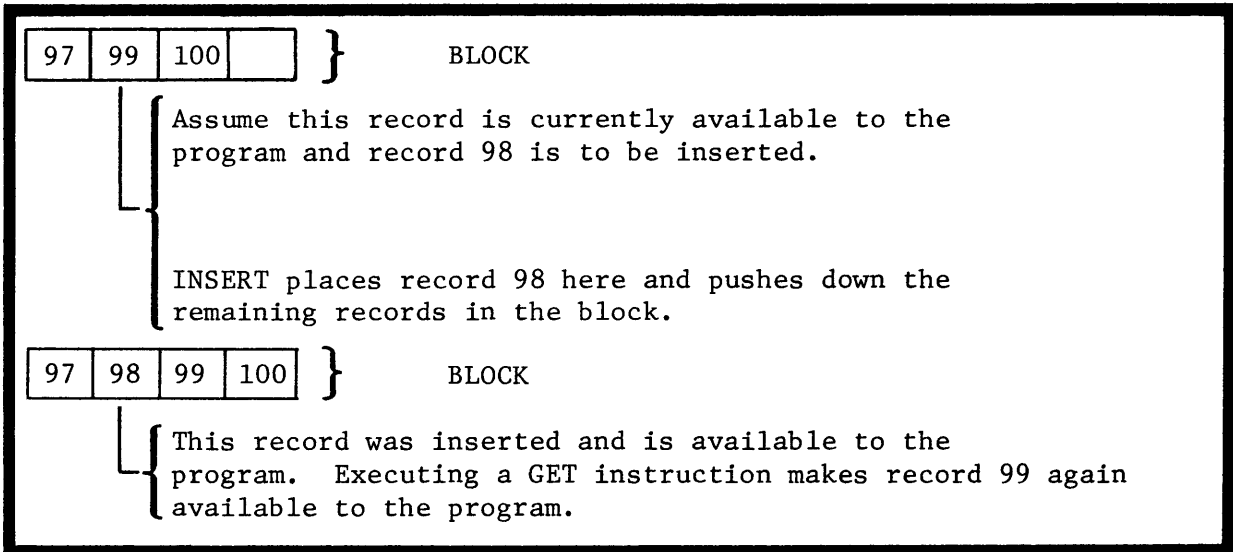 97 99 100 BLOCK
Assume this record is currently available to the
program and record 98 is to be inserted.
INSERT places record 98 here and pushes down the
remaining records in the block.
97 98 99 100 BLOCK
This record was inserted and is available to the
program. Executing a GET instruction makes record 99 again
available to the program.